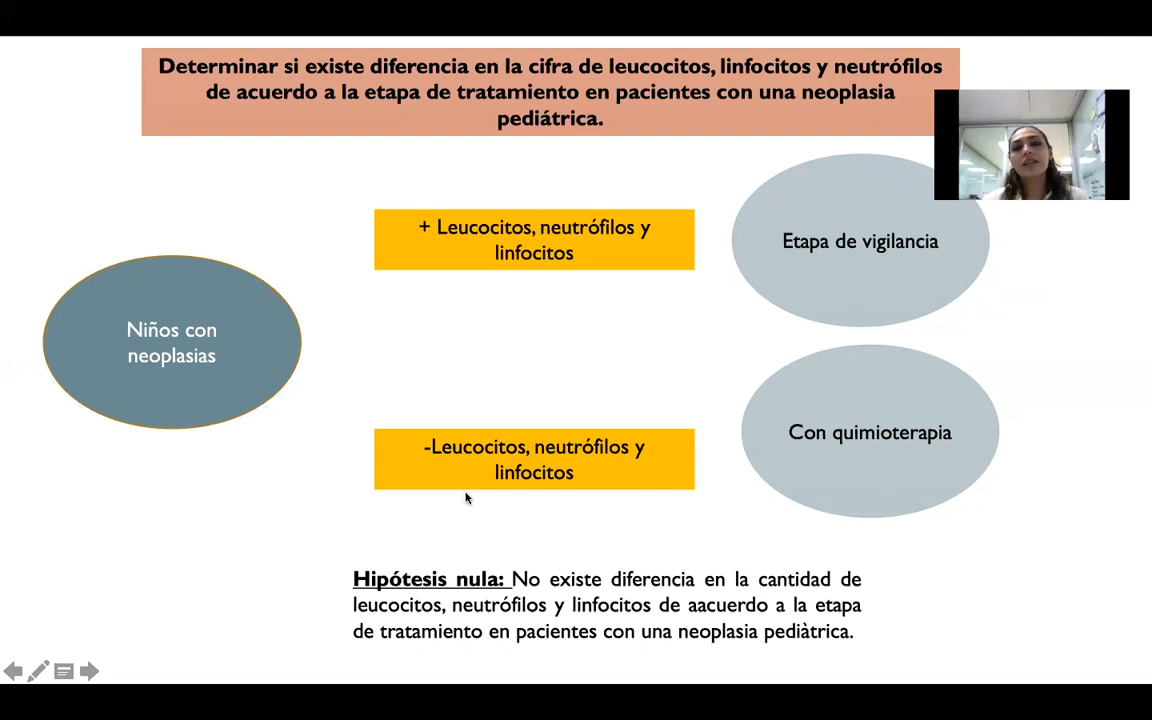 Determinar si existe diferencia en la cifra de leucocitos, linfocitos y neutrófilos
de acuerdo a la etapa de tratamiento en pacientes con una neoplasia
pediátrica.
+ Leucocitos, neutrófilos y
linfocitos
Etapa de vigilancia
Niños con
neoplasias
-Leucocitos, neutrófilos y
linfocitos
Con quimioterapia
Hipótesis nula: No existe diferencia en la cantidad de
leucocitos, neutrófilos y linfocitos de aacuerdo a la etapa
de tratamiento en pacientes con una neoplasia pediàtrica.